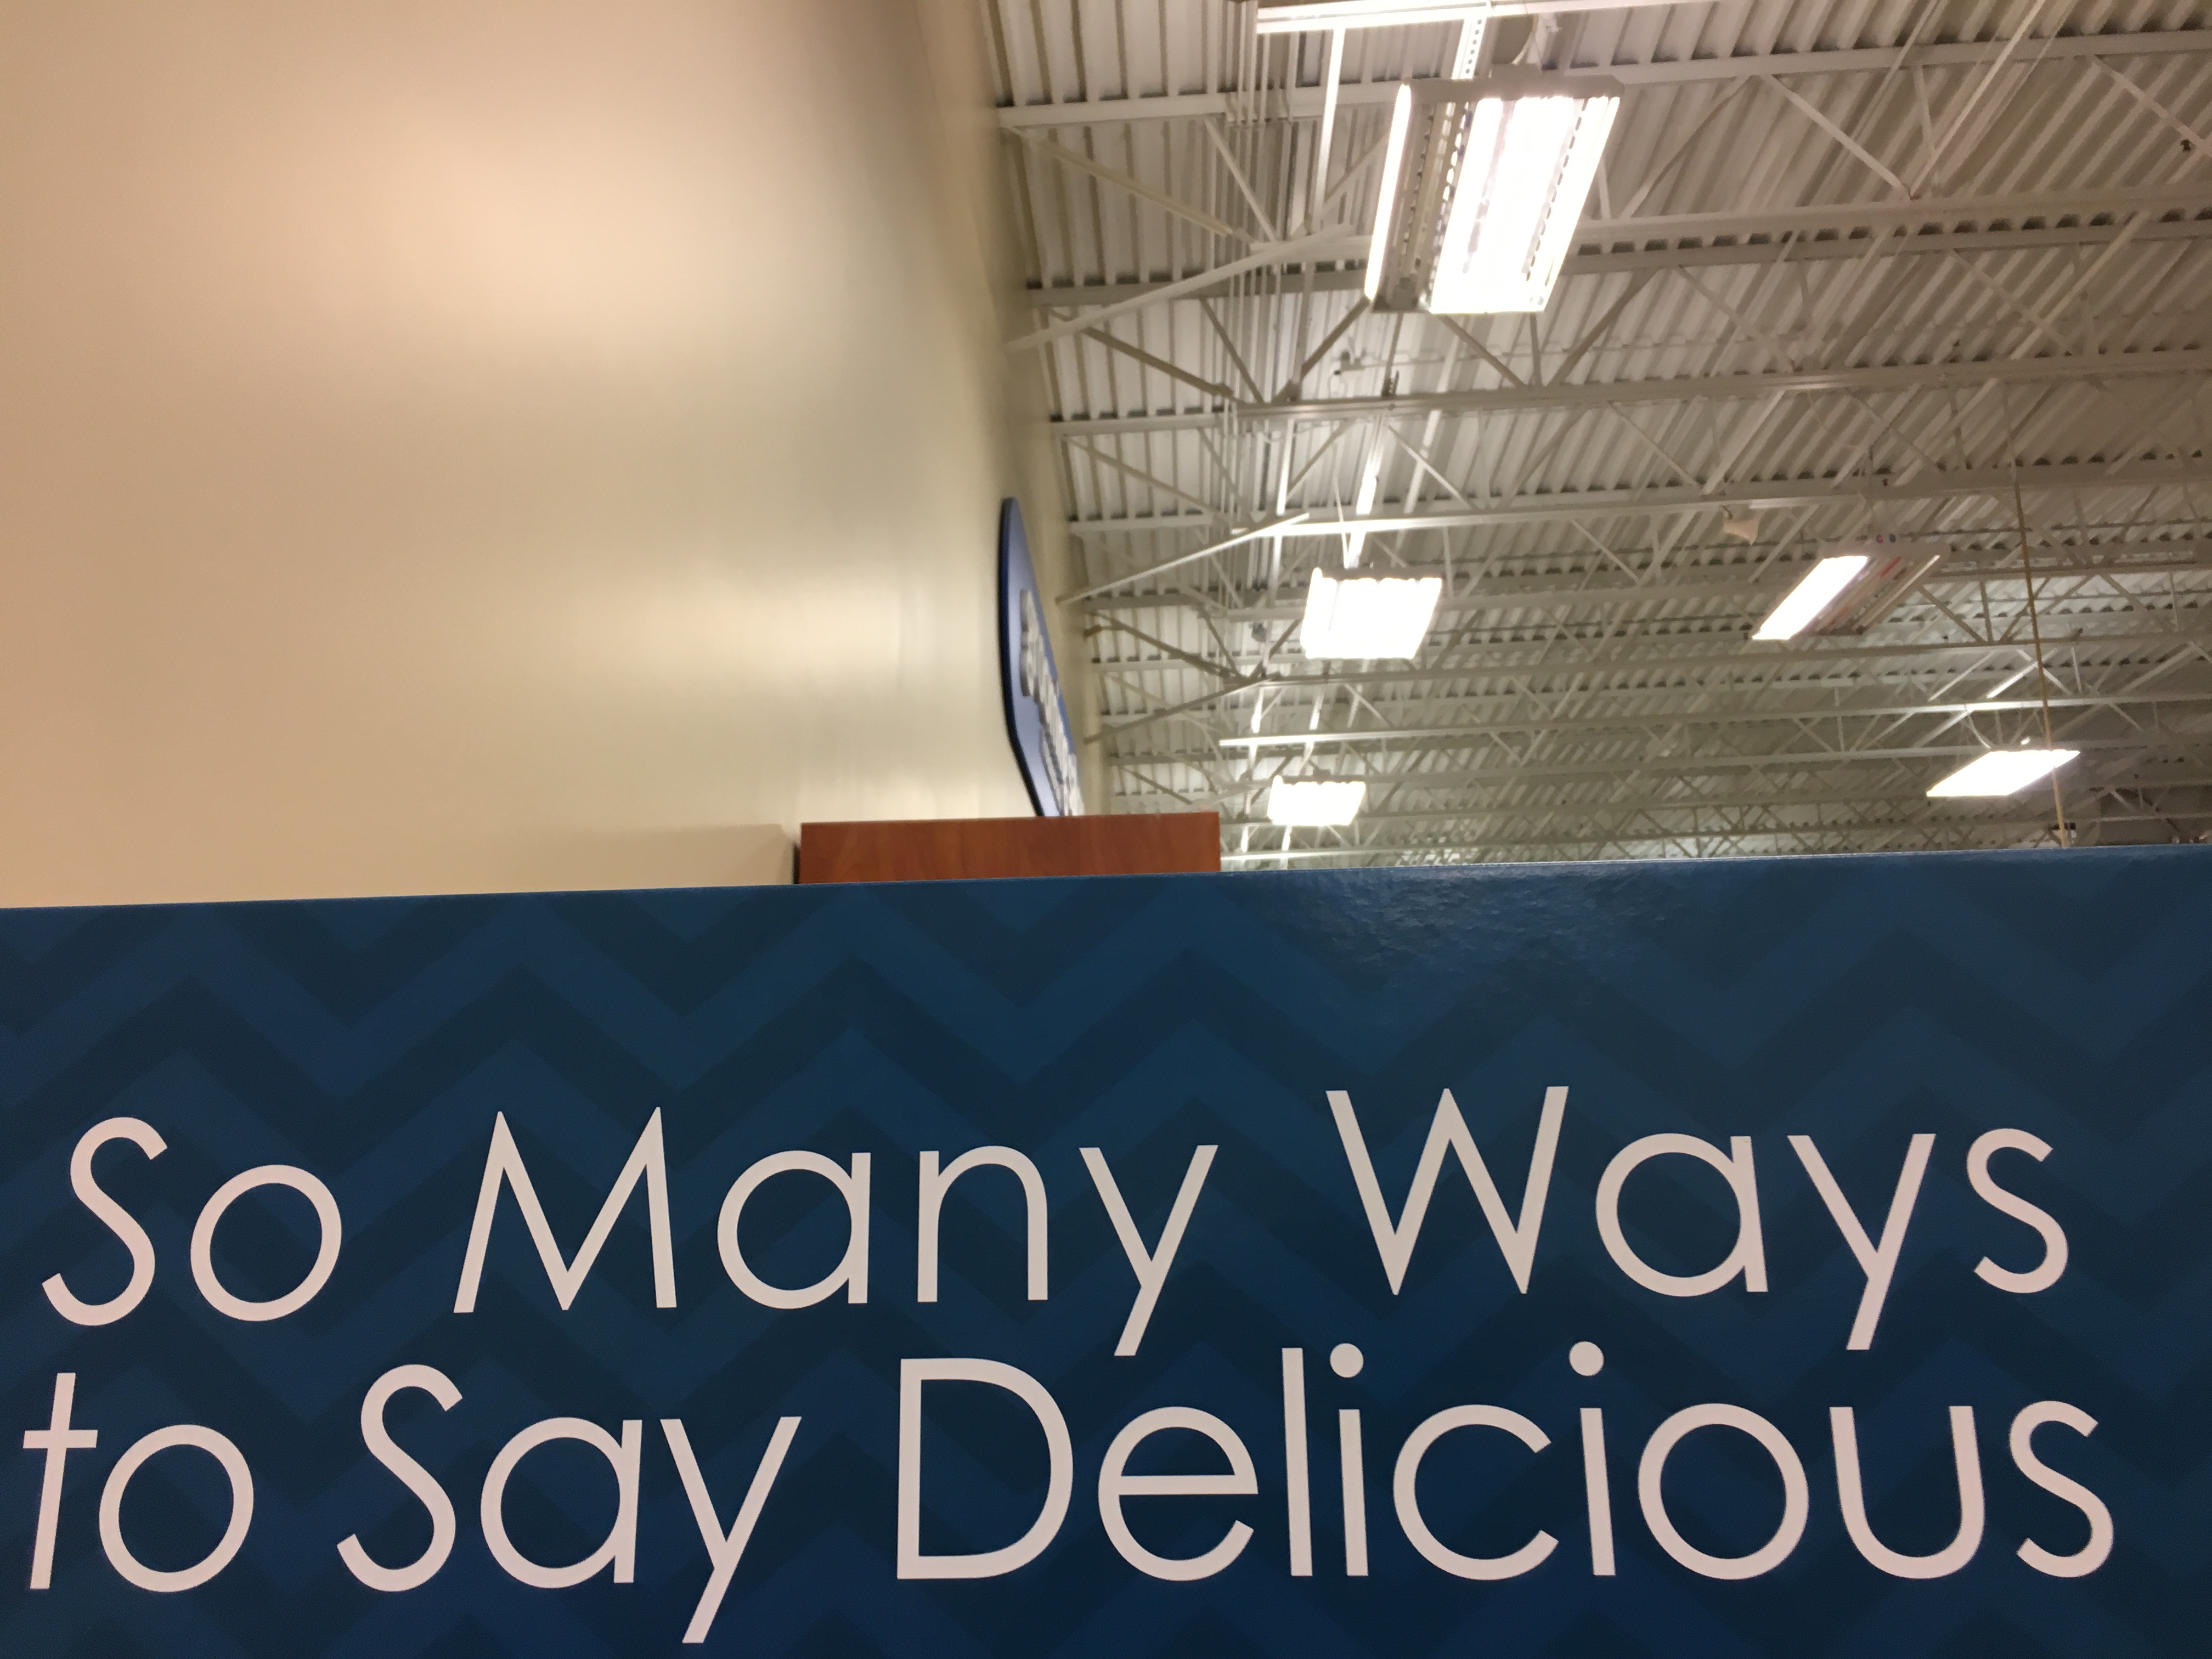 So Many Ways
to Say Delicious